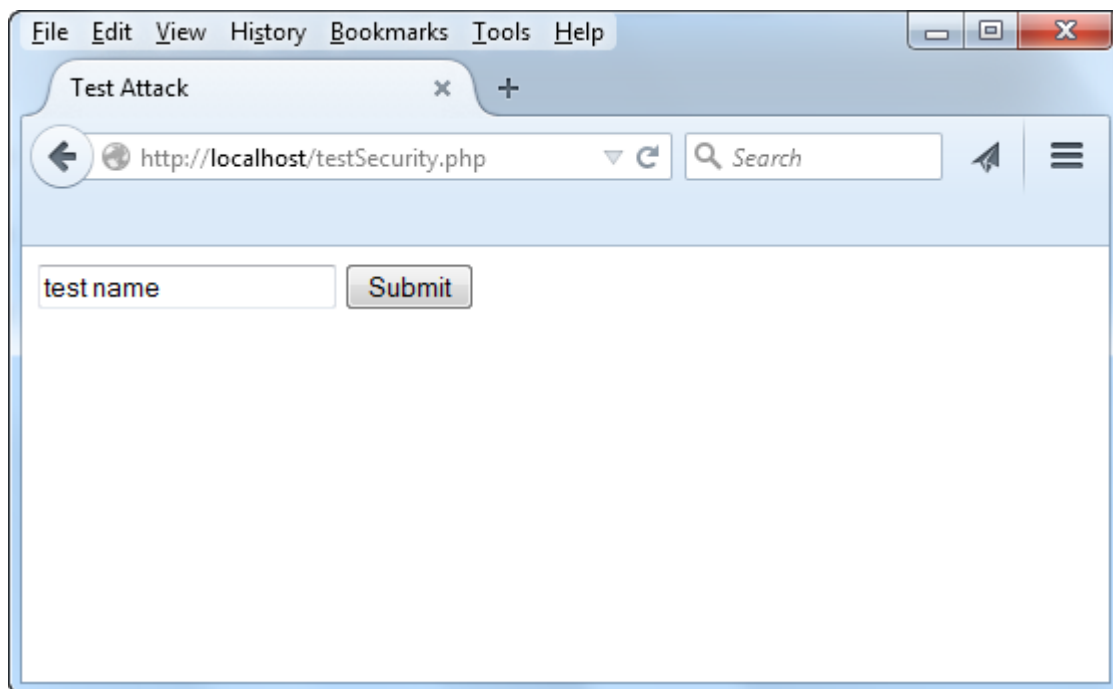 File Edit View History Bookmarks Tools Help
Test Attack
http://localhost/testSecurity.php Search
test name Submit